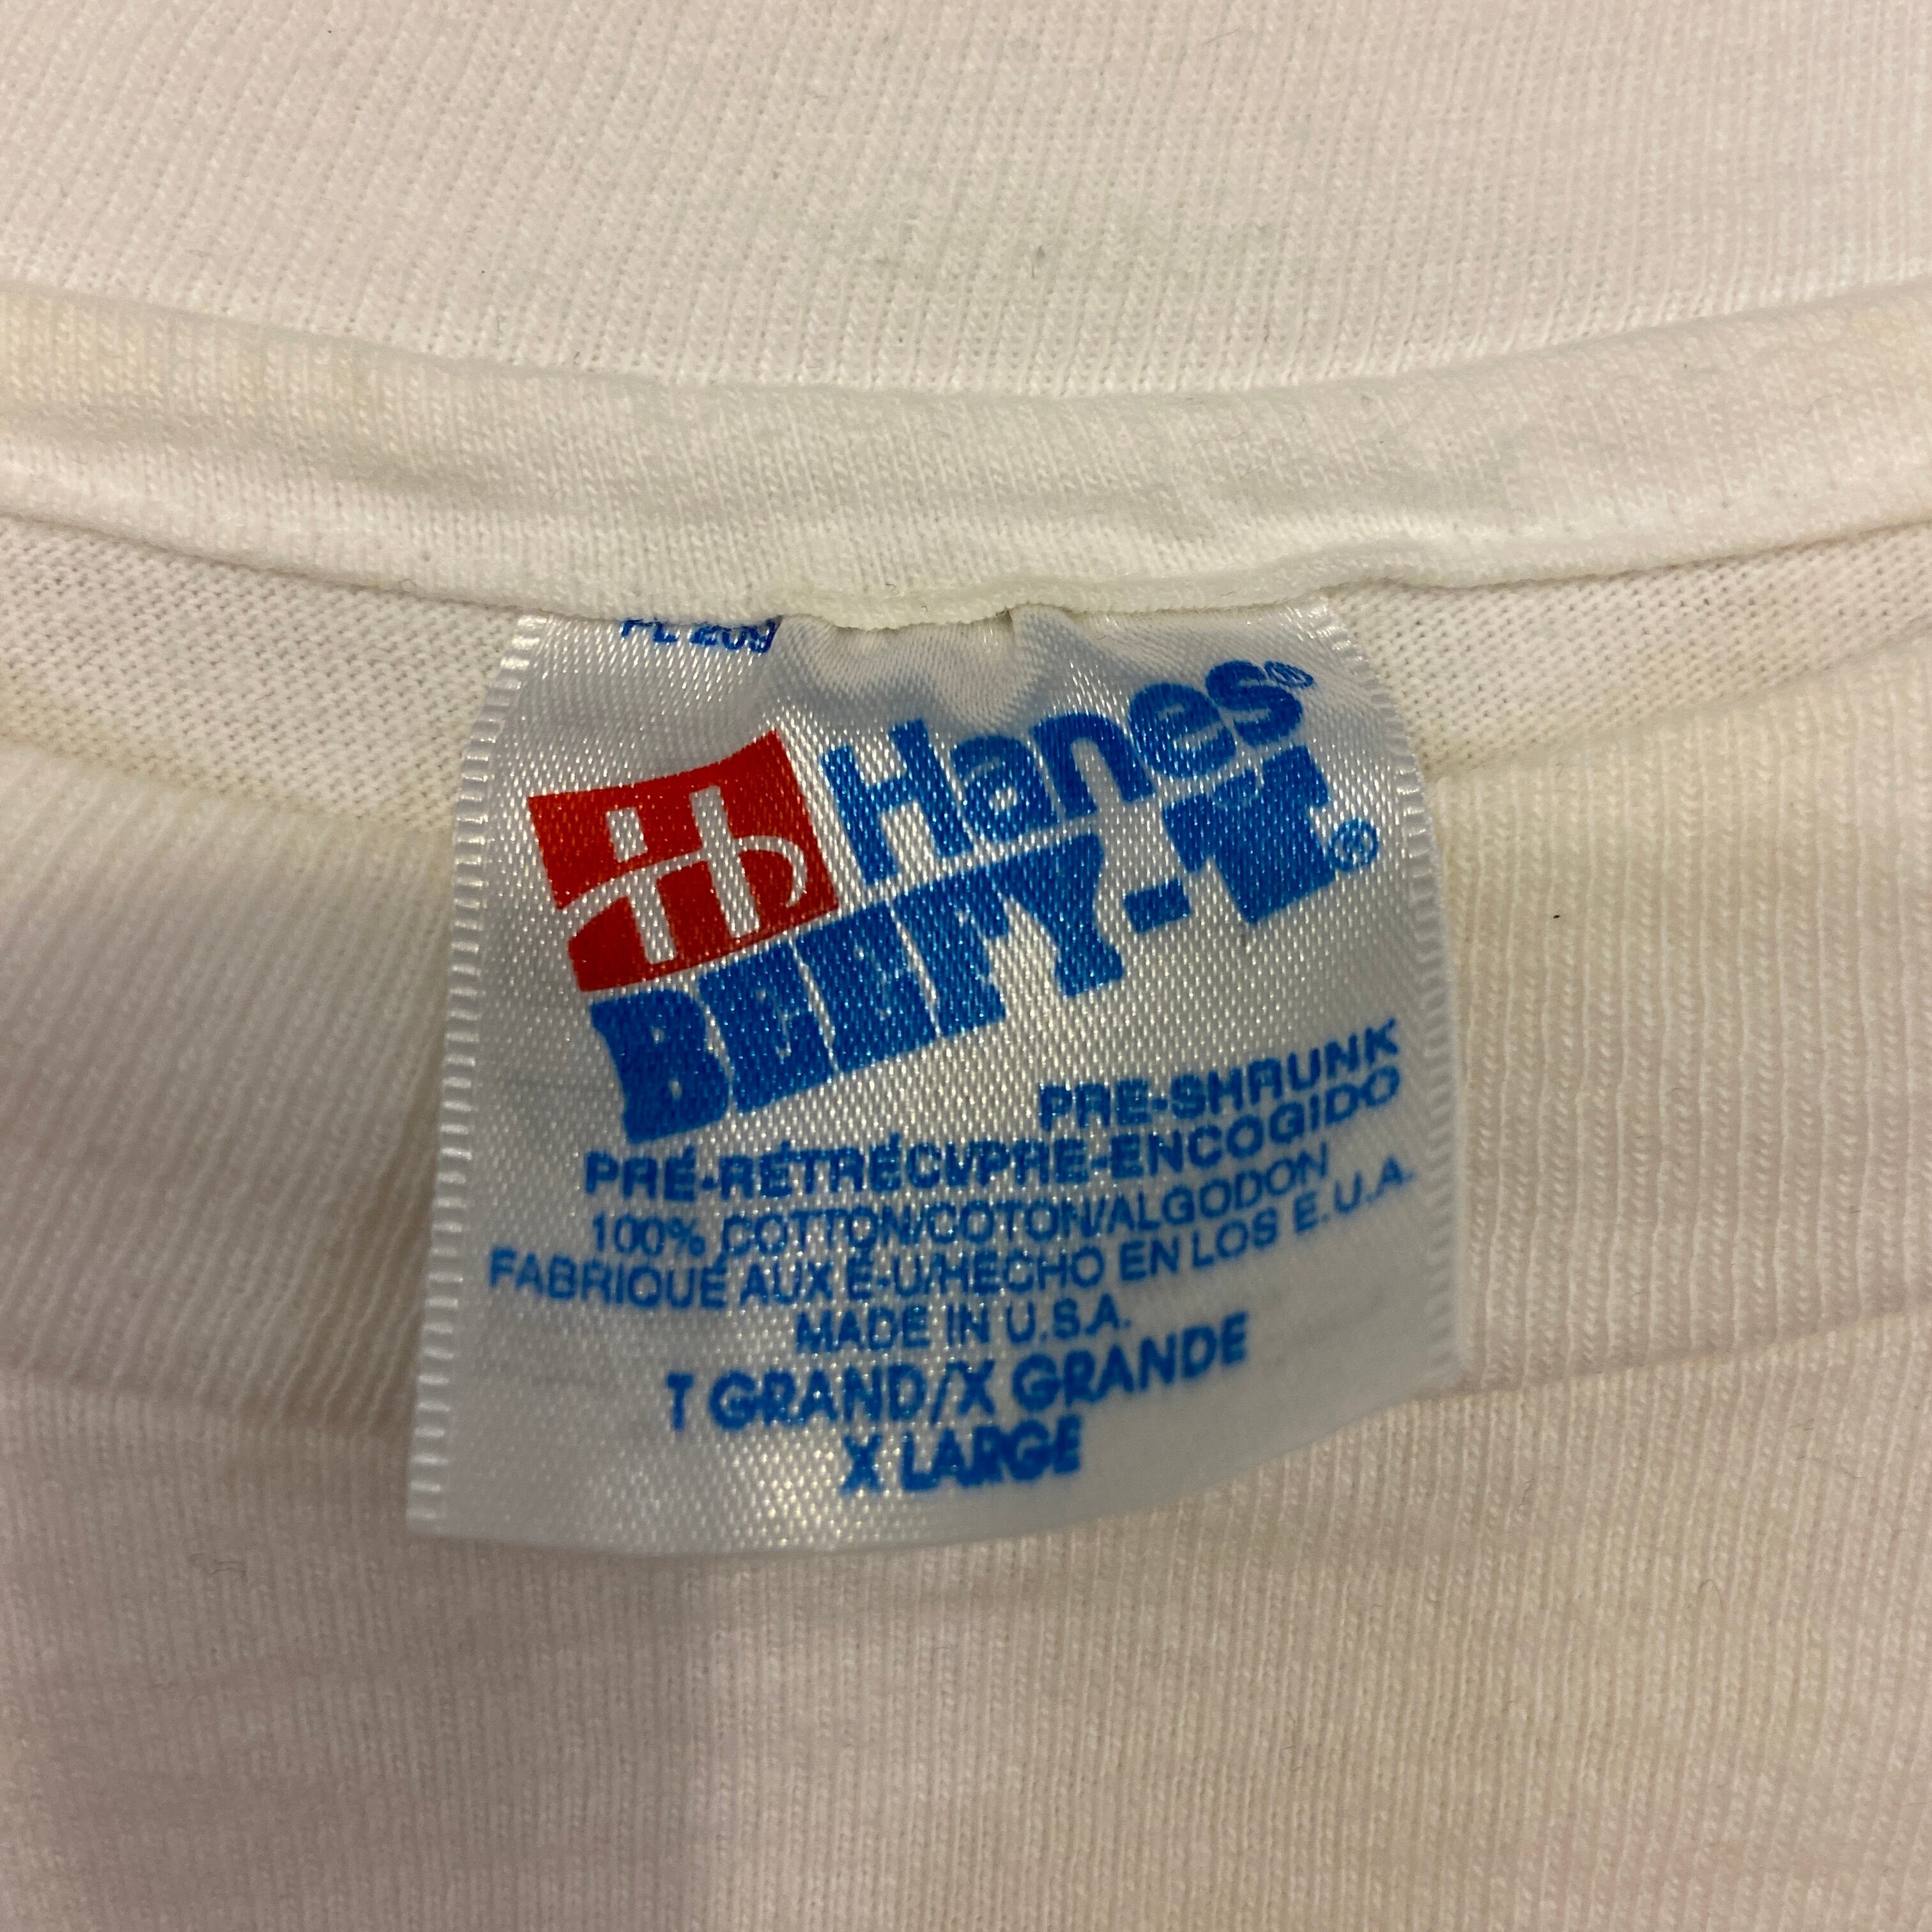 Hanes®
BEEFY-T®
PRE-SHRUNK
PRÉ-RÉTRÉCI/PRE-ENCOGIDO
100% COTTON/COTON/ALGODON
FABRIQUÉ AUX É-U/HECHO EN LOS E.U.A.
MADE IN U.S.A.
T GRAND/X GRANDE
X LARGE